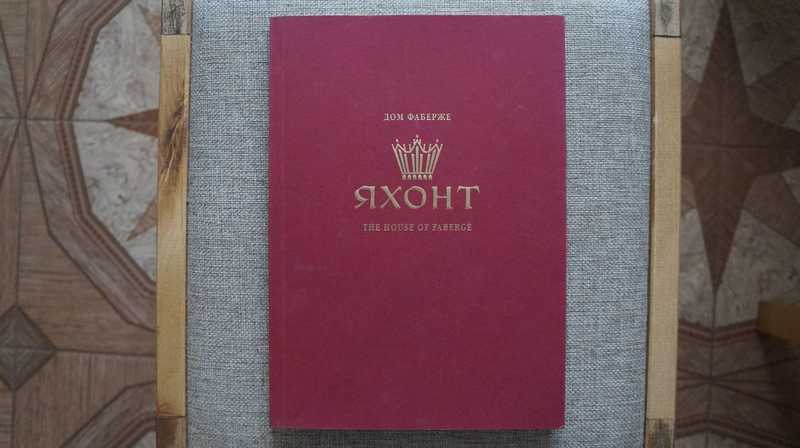 ДОМ ФАБЕРЖЕ
ЯХОНТ
THE HOUSE OF FABERGÉ